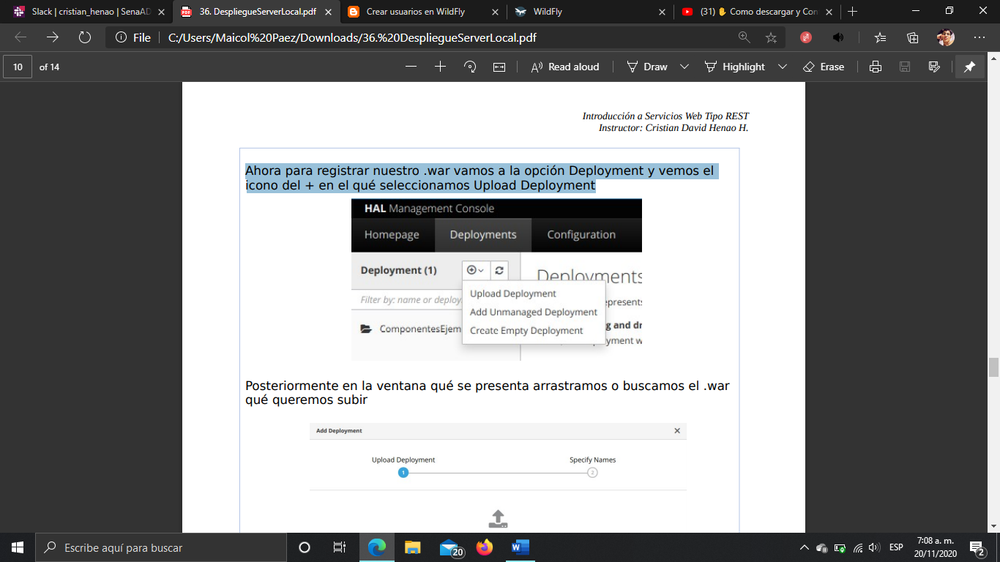 Slack | cristian_henao | SenaAD
36. DespliegueServerLocal.pdf
Crear usuarios en WildFly
WildFly
(31) ✋ Como descargar y Con
File
C:/Users/Maicol%20Paez/Downloads/36.%20DespliegueServerLocal.pdf
10 of 14
Read aloud
Draw
Highlight
Erase
Introducción a Servicios Web Tipo REST
Instructor: Cristian David Henao H.
Ahora para registrar nuestro .war vamos a la opción Deployment y vemos el
icono del + en el qué seleccionamos Upload Deployment
HAL Management Console
Homepage Deployments Configuration
Deployment (1)
Deployments
Filter by: name or deploy
Upload Deployment
Add Unmanaged Deployment
Create Empty Deployment
epresents
g and dr
yment w
ComponentesEjem
Posteriormente en la ventana qué se presenta arrastramos o buscamos el .war
qué queremos subir
Add Deployment
Upload Deployment
Specify Names
1
2
Escribe aquí para buscar
20
ESP
7:08 a. m.
20/11/2020
2